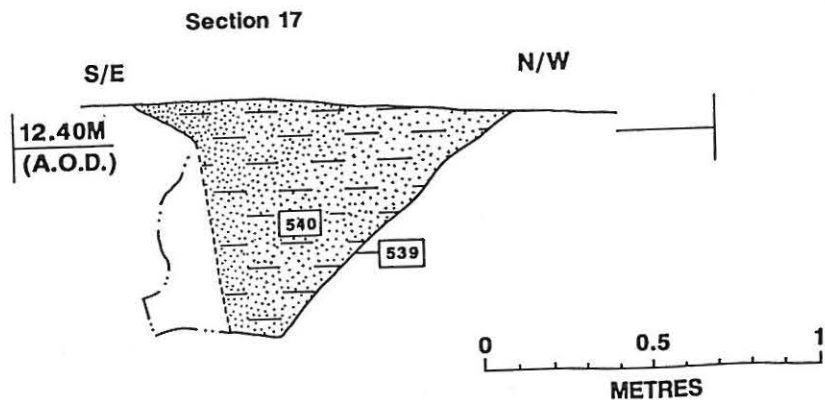 Section 17
S/E
N/W
12.40M
(A.O.D.)
540
539
0 0.5 1
METRES